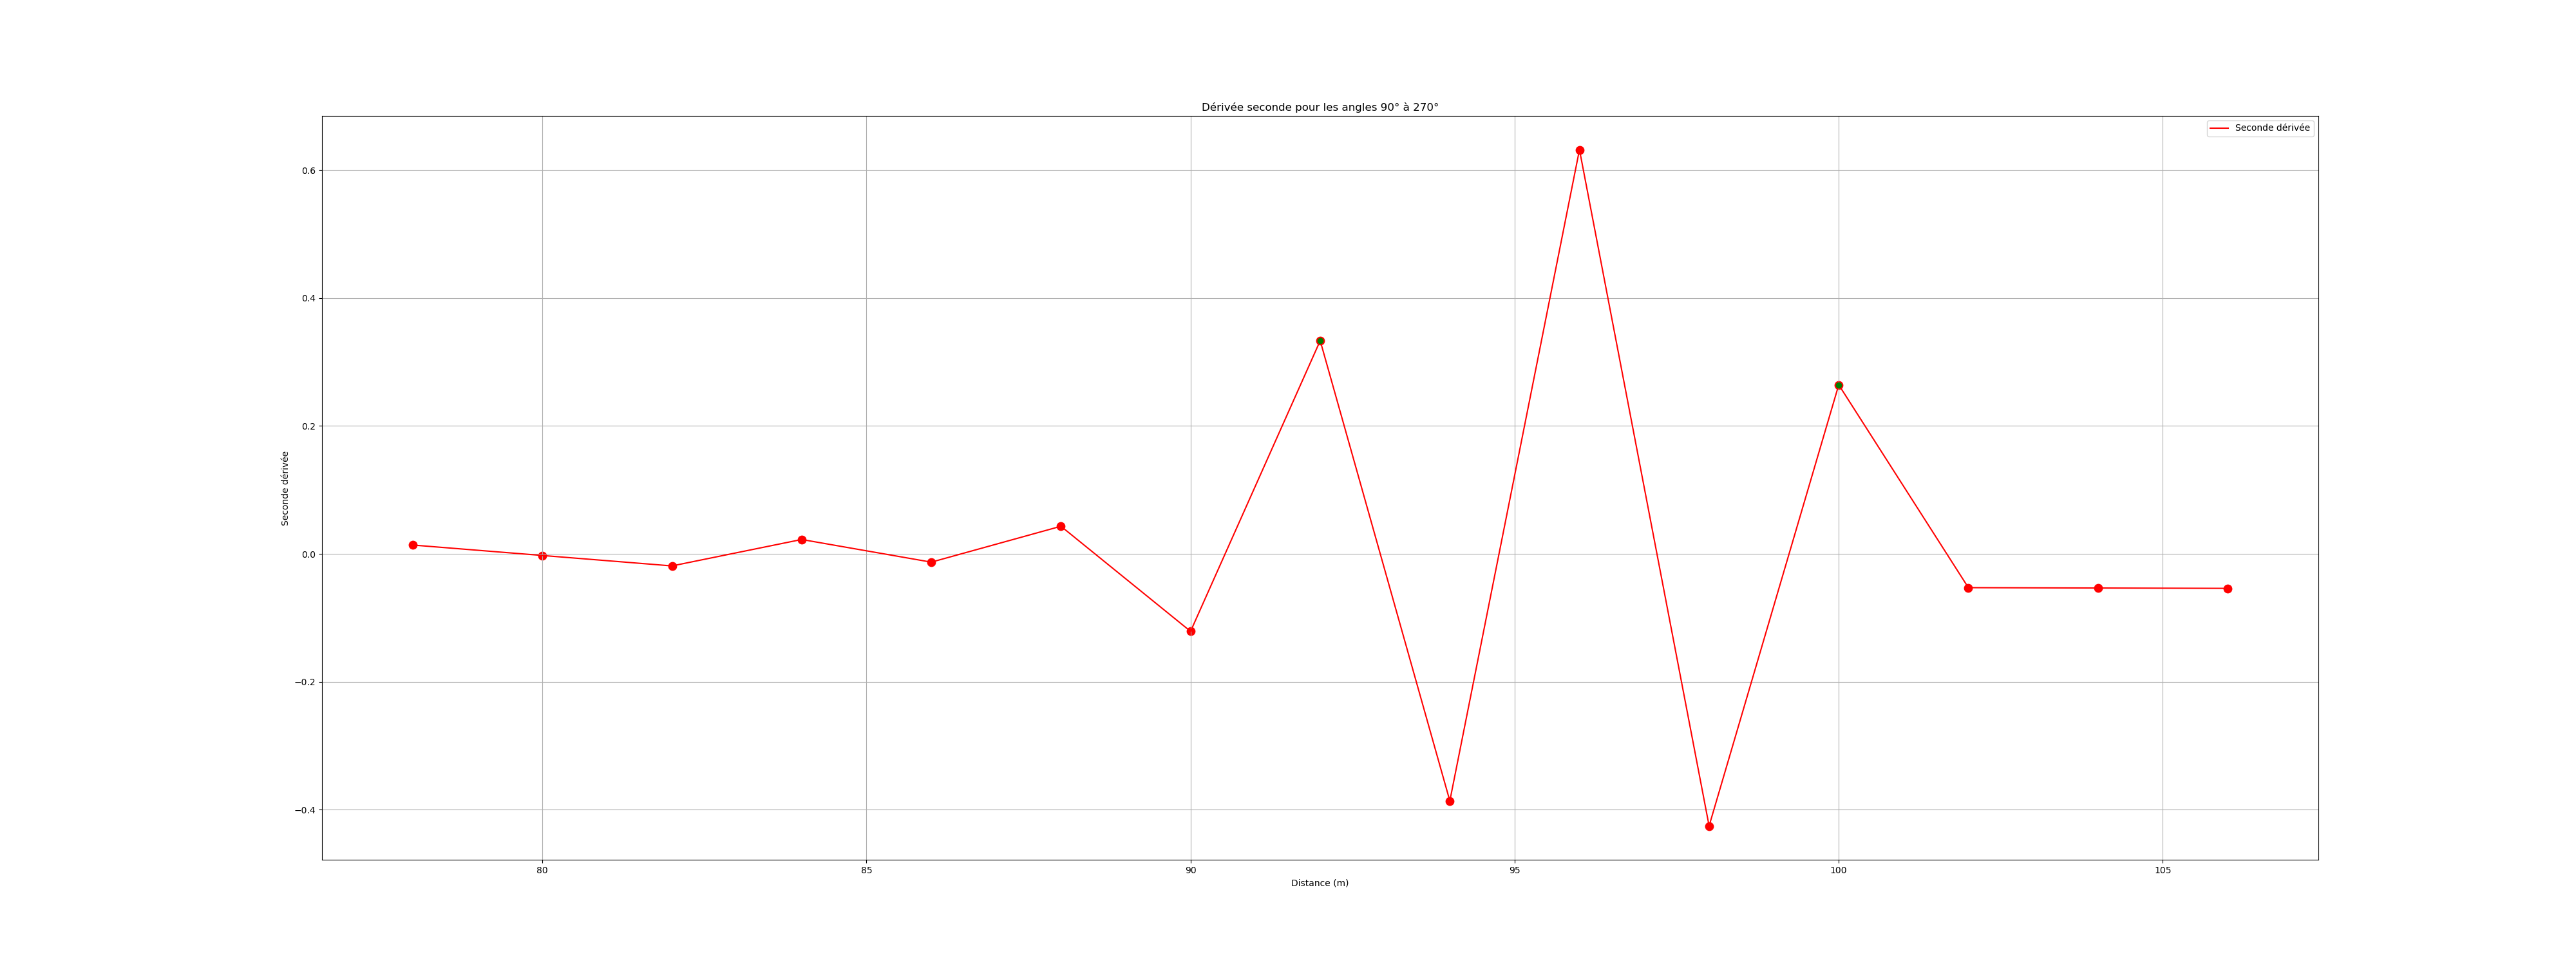 Dérivée seconde pour les angles 90° à 270°
Seconde dérivée
Seconde dérivée
0.6
0.4
0.2
0.0
−0.2
−0.4
80 85 90 95 100 105
Distance (m)